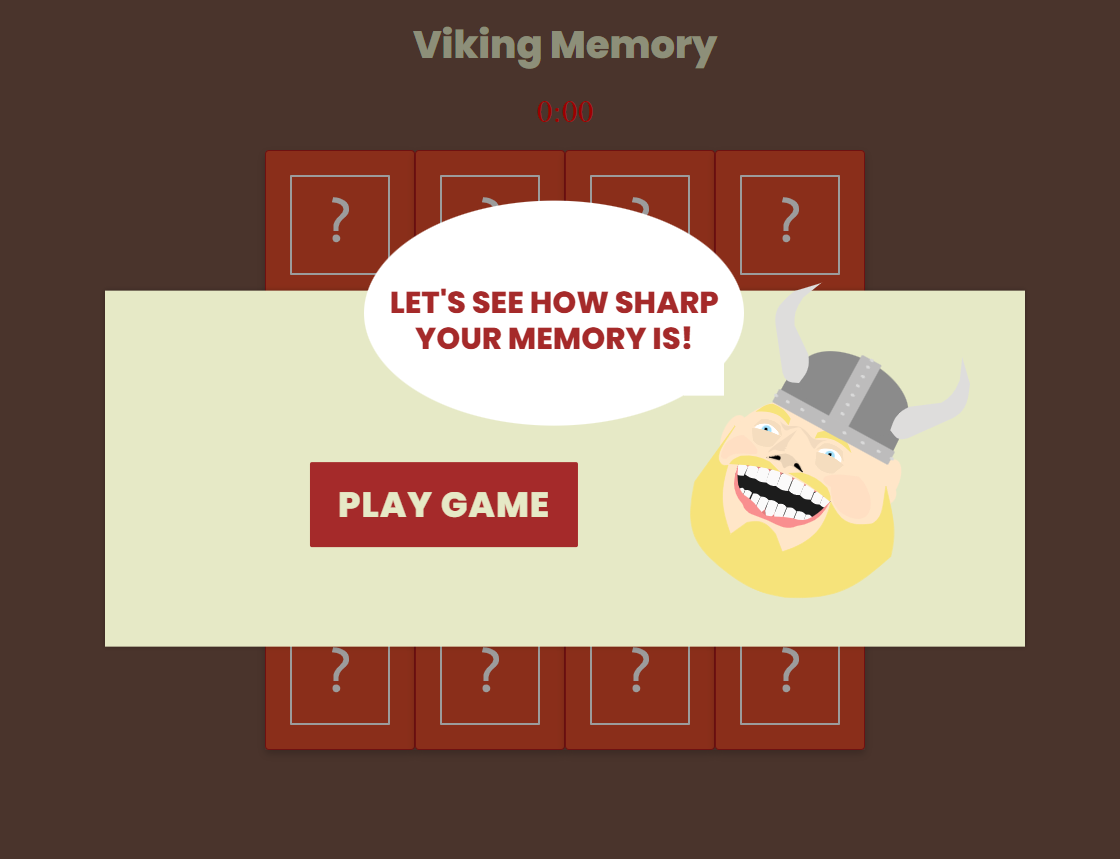 Viking Memory
0:00
? ? ? ?
LET'S SEE HOW SHARP
YOUR MEMORY IS!
PLAY GAME
? ? ? ?